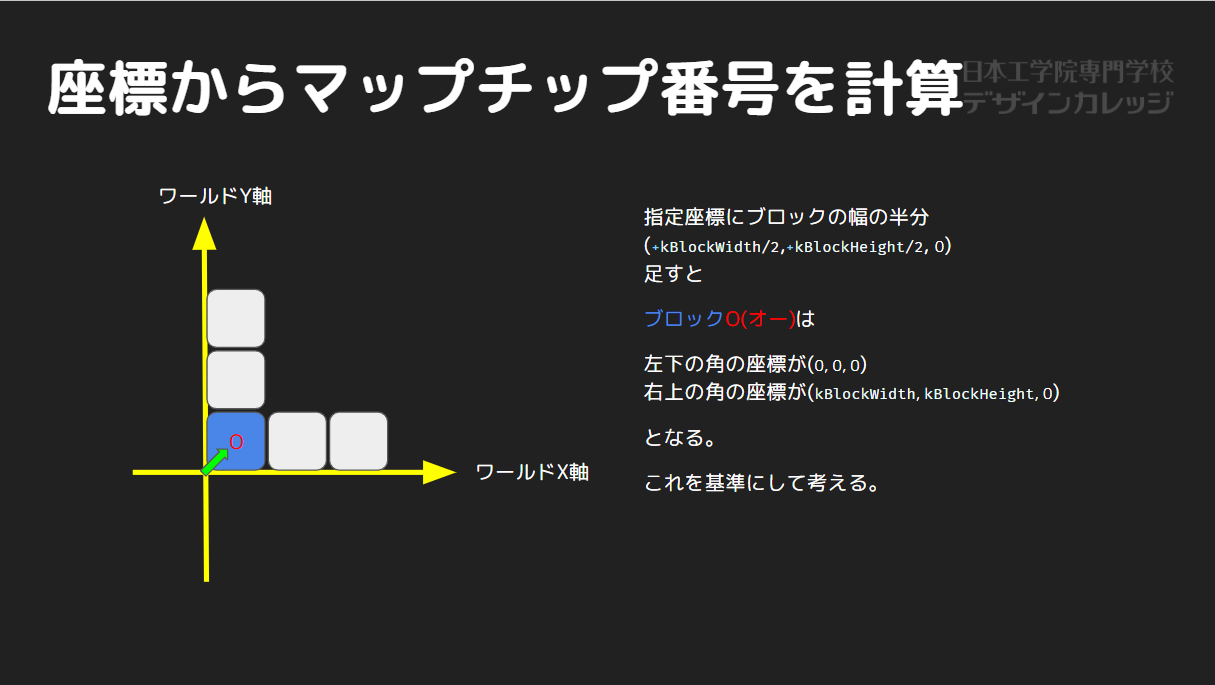 座標からマップチップ番号を計算
日本工学院専門学校
デザインカレッジ
ワールドY軸
O
ワールドX軸
指定座標にブロックの幅の半分
(+kBlockWidth/2,+kBlockHeight/2, 0)
足すと
ブロックO(オー)は
左下の角の座標が(0, 0, 0)
右上の角の座標が(kBlockWidth, kBlockHeight, 0)
となる。
これを基準にして考える。